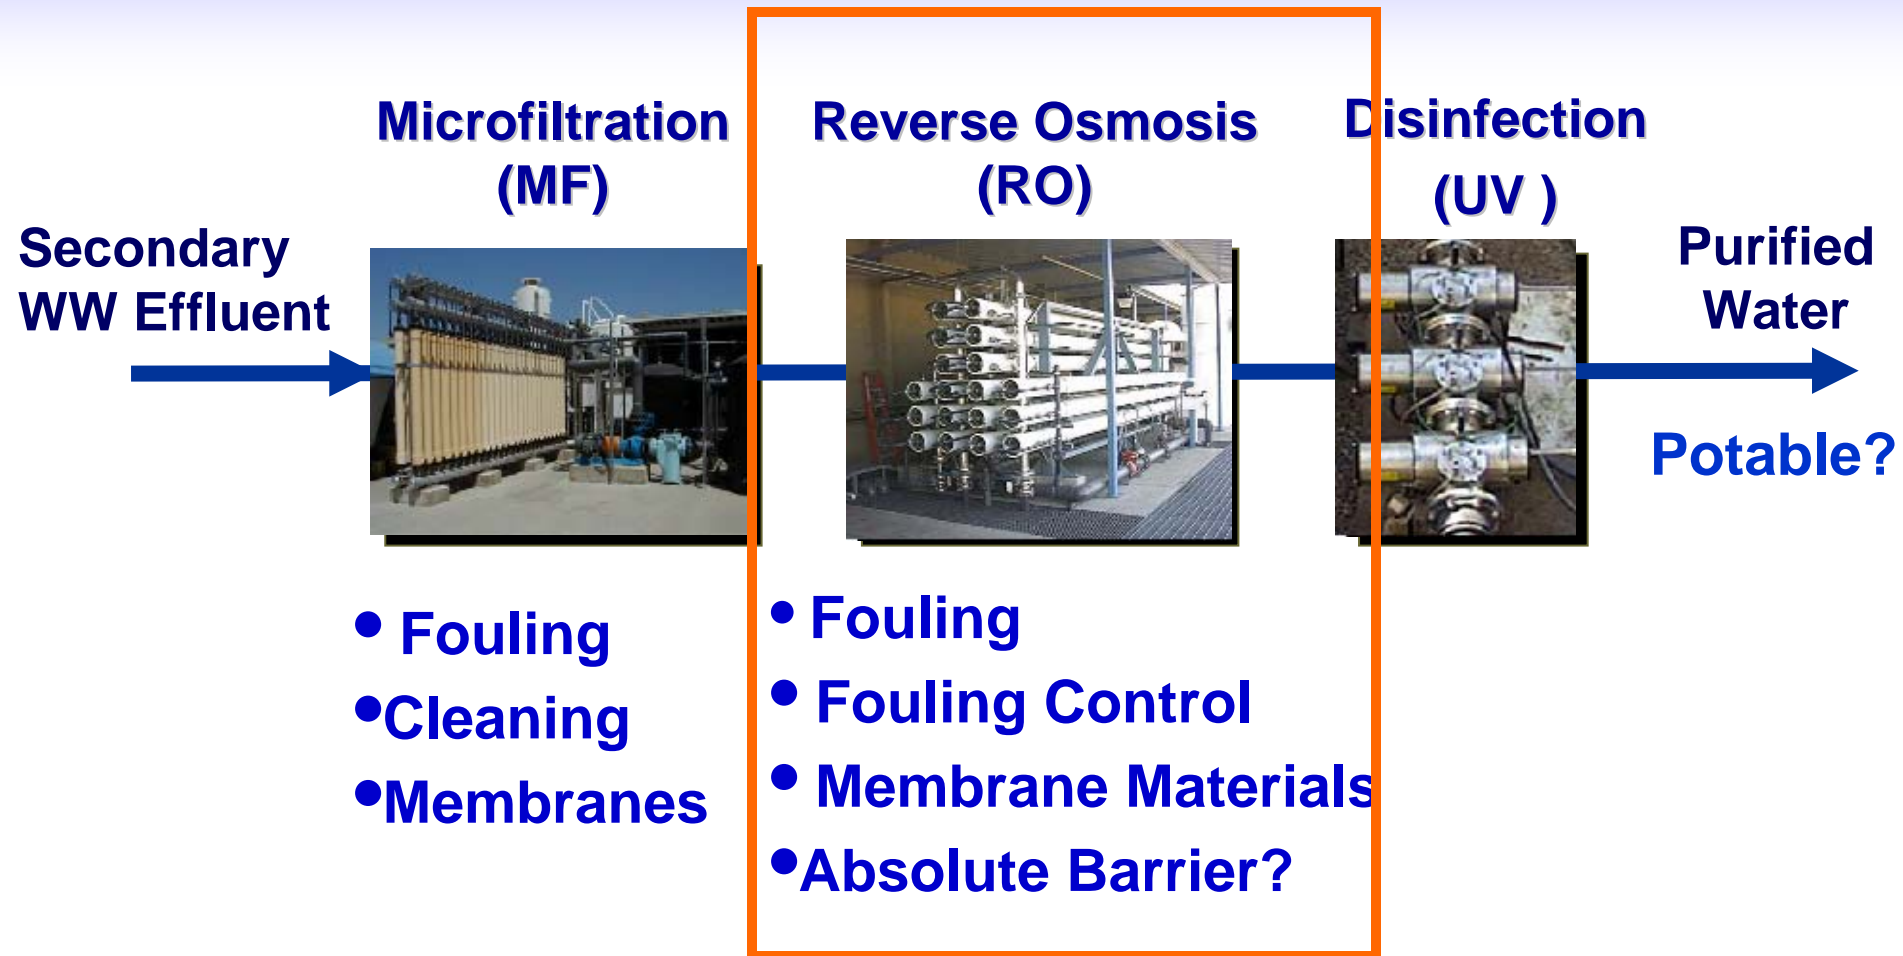 Microfiltration
(MF)
Reverse Osmosis
(RO)
Disinfection
(UV )
Secondary
WW Effluent
Purified
Water
Potable?
• Fouling
•Cleaning
•Membranes
• Fouling
• Fouling Control
• Membrane Materials
•Absolute Barrier?